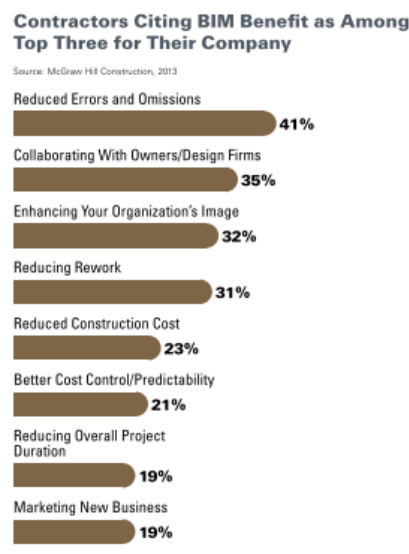 Contractors Citing BIM Benefit as Among
Top Three for Their Company
Source: McGraw Hill Construction, 2013
Reduced Errors and Omissions
41%
Collaborating With Owners/Design Firms
35%
Enhancing Your Organization's Image
32%
Reducing Rework
31%
Reduced Construction Cost
23%
Better Cost Control/Predictability
21%
Reducing Overall Project
Duration
19%
Marketing New Business
19%